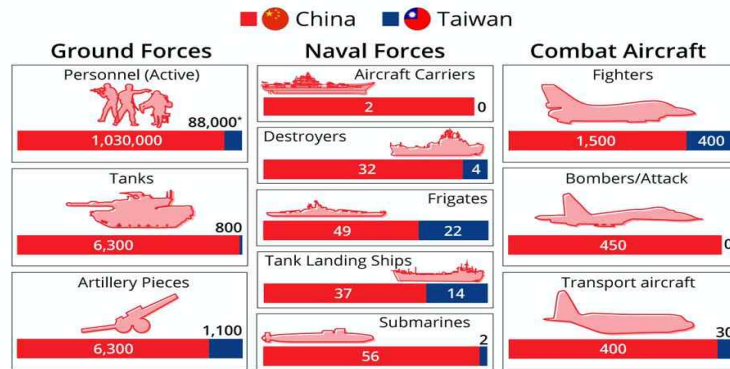 China
Taiwan
Ground Forces
Personnel (Active)
88,000*
1,030,000
Tanks
800
6,300
Artillery Pieces
1,100
6,300
Naval Forces
Aircraft Carriers
2
0
Destroyers
32
4
Frigates
49
22
Tank Landing Ships
37
14
Submarines
2
56
Combat Aircraft
Fighters
1,500
400
Bombers/Attack
450
0
Transport aircraft
30
400